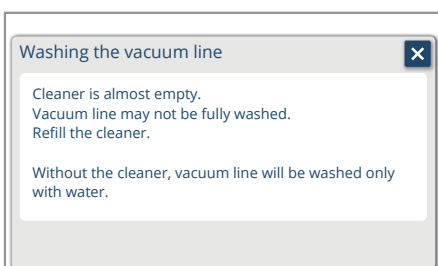 Washing the vacuum line
Cleaner is almost empty.
Vacuum line may not be fully washed.
Refill the cleaner.
Without the cleaner, vacuum line will be washed only
with water.